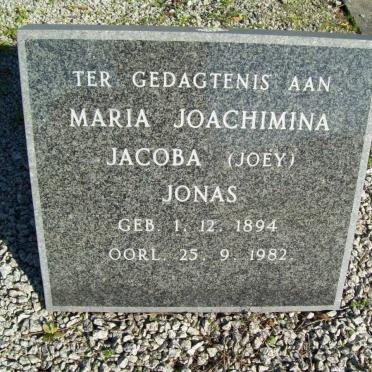 TER GEDAGTENIS AAN
MARIA JOACHIMINA
JACOBA (JOEY)
JONAS
GEB. 1. 12. 1894
OORL. 25. 9. 1982.